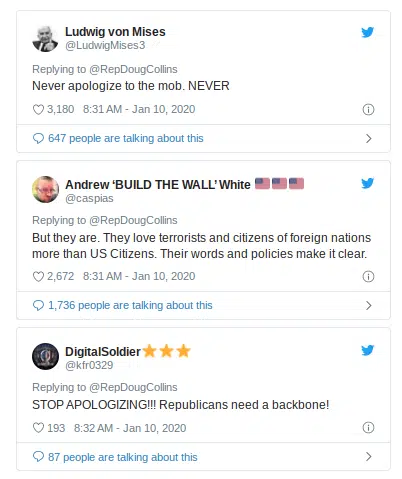 Ludwig von Mises
@LudwigMises3
Replying to @RepDougCollins
Never apologize to the mob. NEVER
3,180 8:31 AM - Jan 10, 2020
647 people are talking about this
Andrew ‘BUILD THE WALL’ White 🇺🇸🇺🇸🇺🇸
@caspias
Replying to @RepDougCollins
But they are. They love terrorists and citizens of foreign nations
more than US Citizens. Their words and policies make it clear.
2,672 8:31 AM - Jan 10, 2020
1,736 people are talking about this
DigitalSoldier⭐⭐⭐
@kfr0329
Replying to @RepDougCollins
STOP APOLOGIZING!!! Republicans need a backbone!
193 8:32 AM - Jan 10, 2020
87 people are talking about this